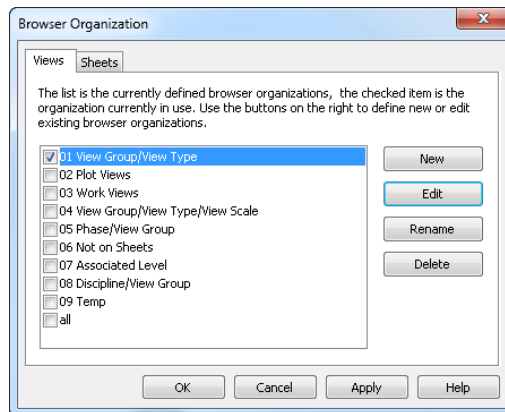 Browser Organization
Views
Sheets
The list is the currently defined browser organizations, the checked item is the
organization currently in use. Use the buttons on the right to define new or edit
existing browser organizations.
01 View Group/View Type
02 Plot Views
03 Work Views
04 View Group/View Type/View Scale
05 Phase/View Group
06 Not on Sheets
07 Associated Level
08 Discipline/View Group
09 Temp
all
New
Edit
Rename
Delete
OK
Cancel
Apply
Help